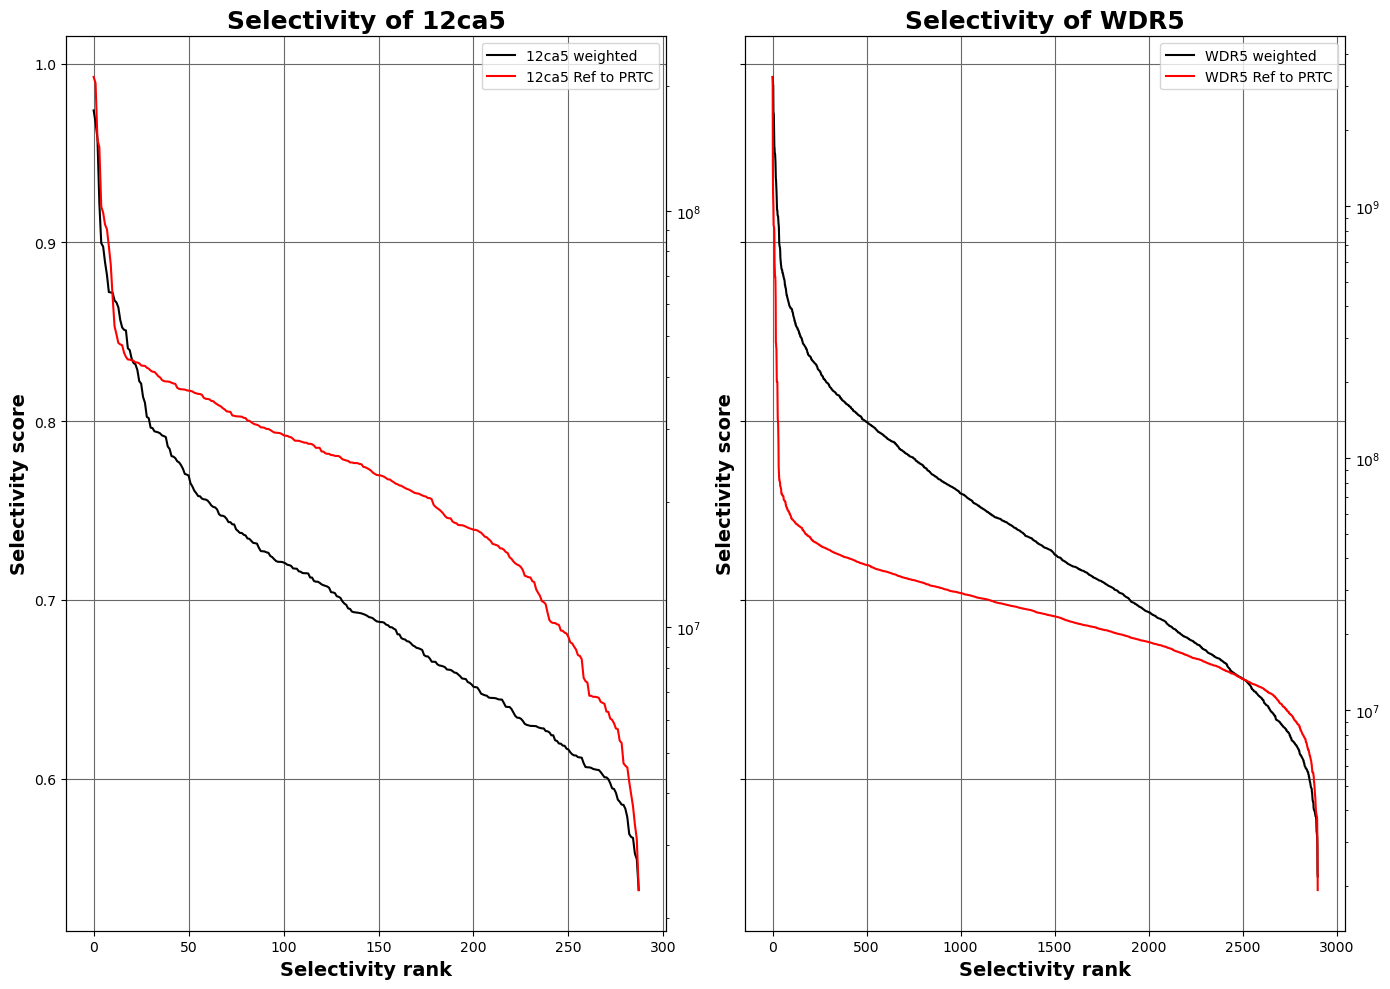 Selectivity of 12ca5
12ca5 weighted
12ca5 Ref to PRTC
1.0
0.9
0.8
0.7
0.6
Selectivity score
10^8
10^7
0
50
100
150
200
250
300
Selectivity rank
Selectivity of WDR5
WDR5 weighted
WDR5 Ref to PRTC
Selectivity score
10^9
10^8
10^7
0
500
1000
1500
2000
2500
3000
Selectivity rank